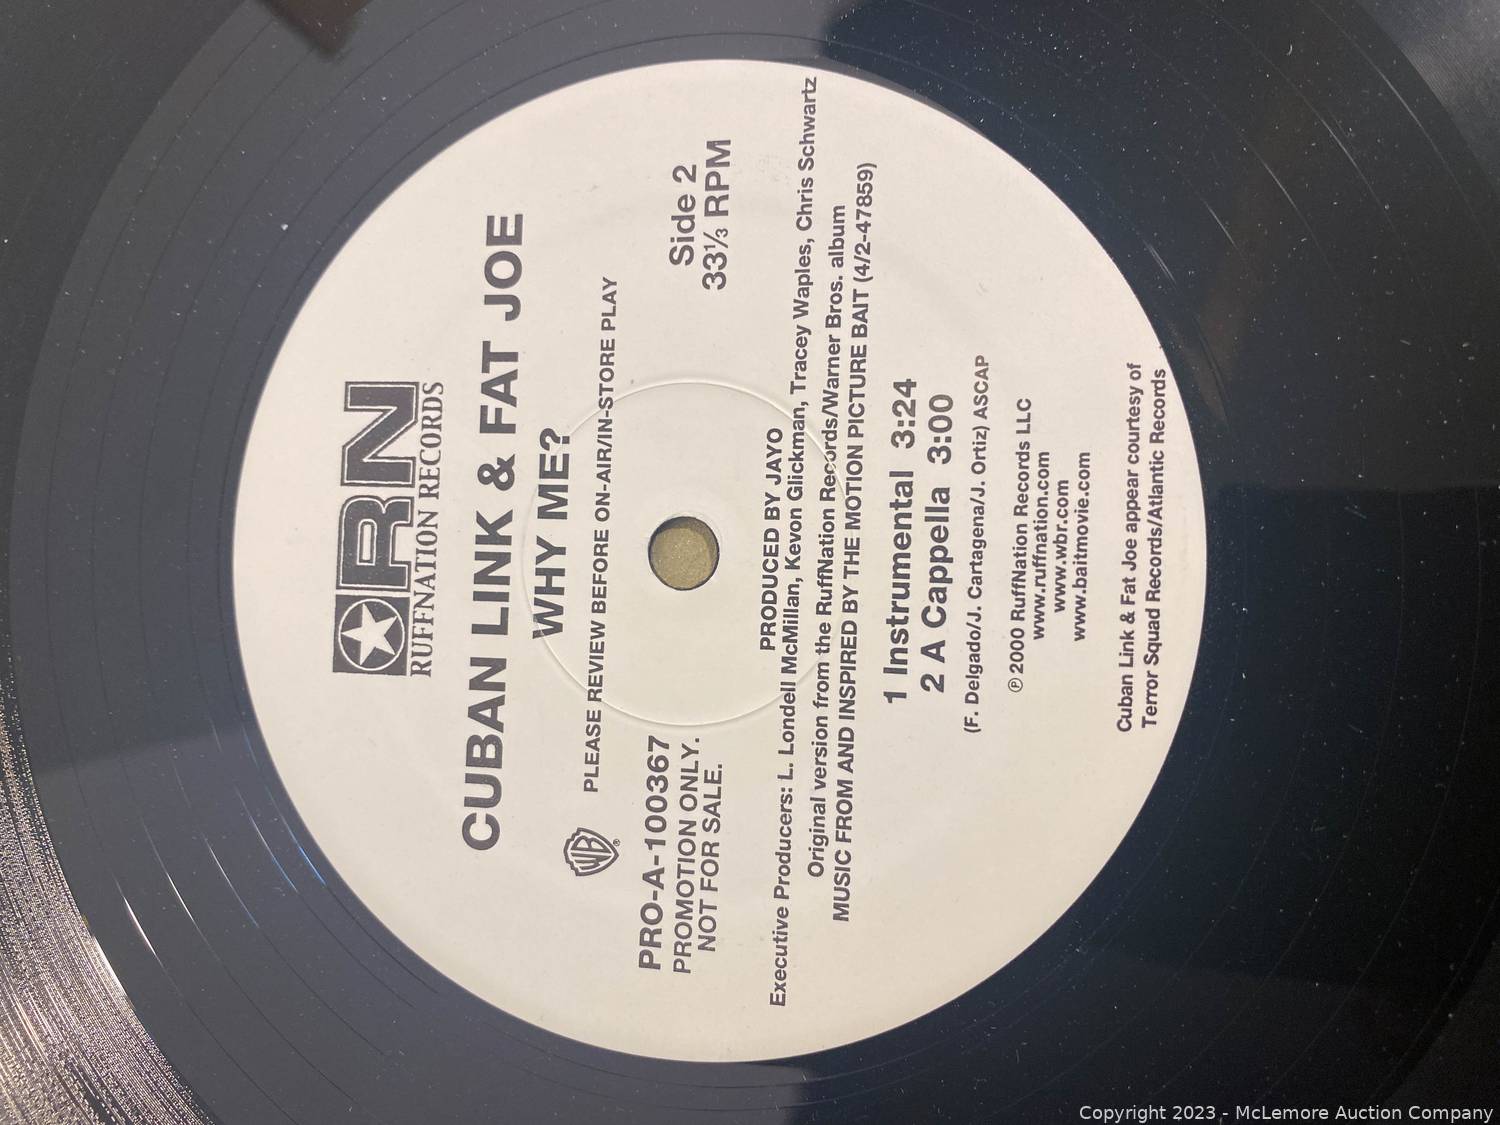 RN
RUFFNATION RECORDS
CUBAN LINK & FAT JOE
WHY ME?
WB®
PLEASE REVIEW BEFORE ON-AIR/IN-STORE PLAY
PRO-A-100367
PROMOTION ONLY.
NOT FOR SALE.
Side 2
33⅓ RPM
PRODUCED BY JAYO
Executive Producers: L. Londell McMillan, Kevon Glickman, Tracey Waples, Chris Schwartz
Original version from the RuffNation Records/Warner Bros. album
MUSIC FROM AND INSPIRED BY THE MOTION PICTURE BAIT (4/2-47859)
1 Instrumental 3:24
2 A Cappella 3:00
(F. Delgado/J. Cartagena/J. Ortiz) ASCAP
℗ 2000 RuffNation Records LLC
www.ruffnation.com
www.wbr.com
www.baitmovie.com
Cuban Link & Fat Joe appear courtesy of
Terror Squad Records/Atlantic Records
Copyright 2023 - McLemore Auction Company